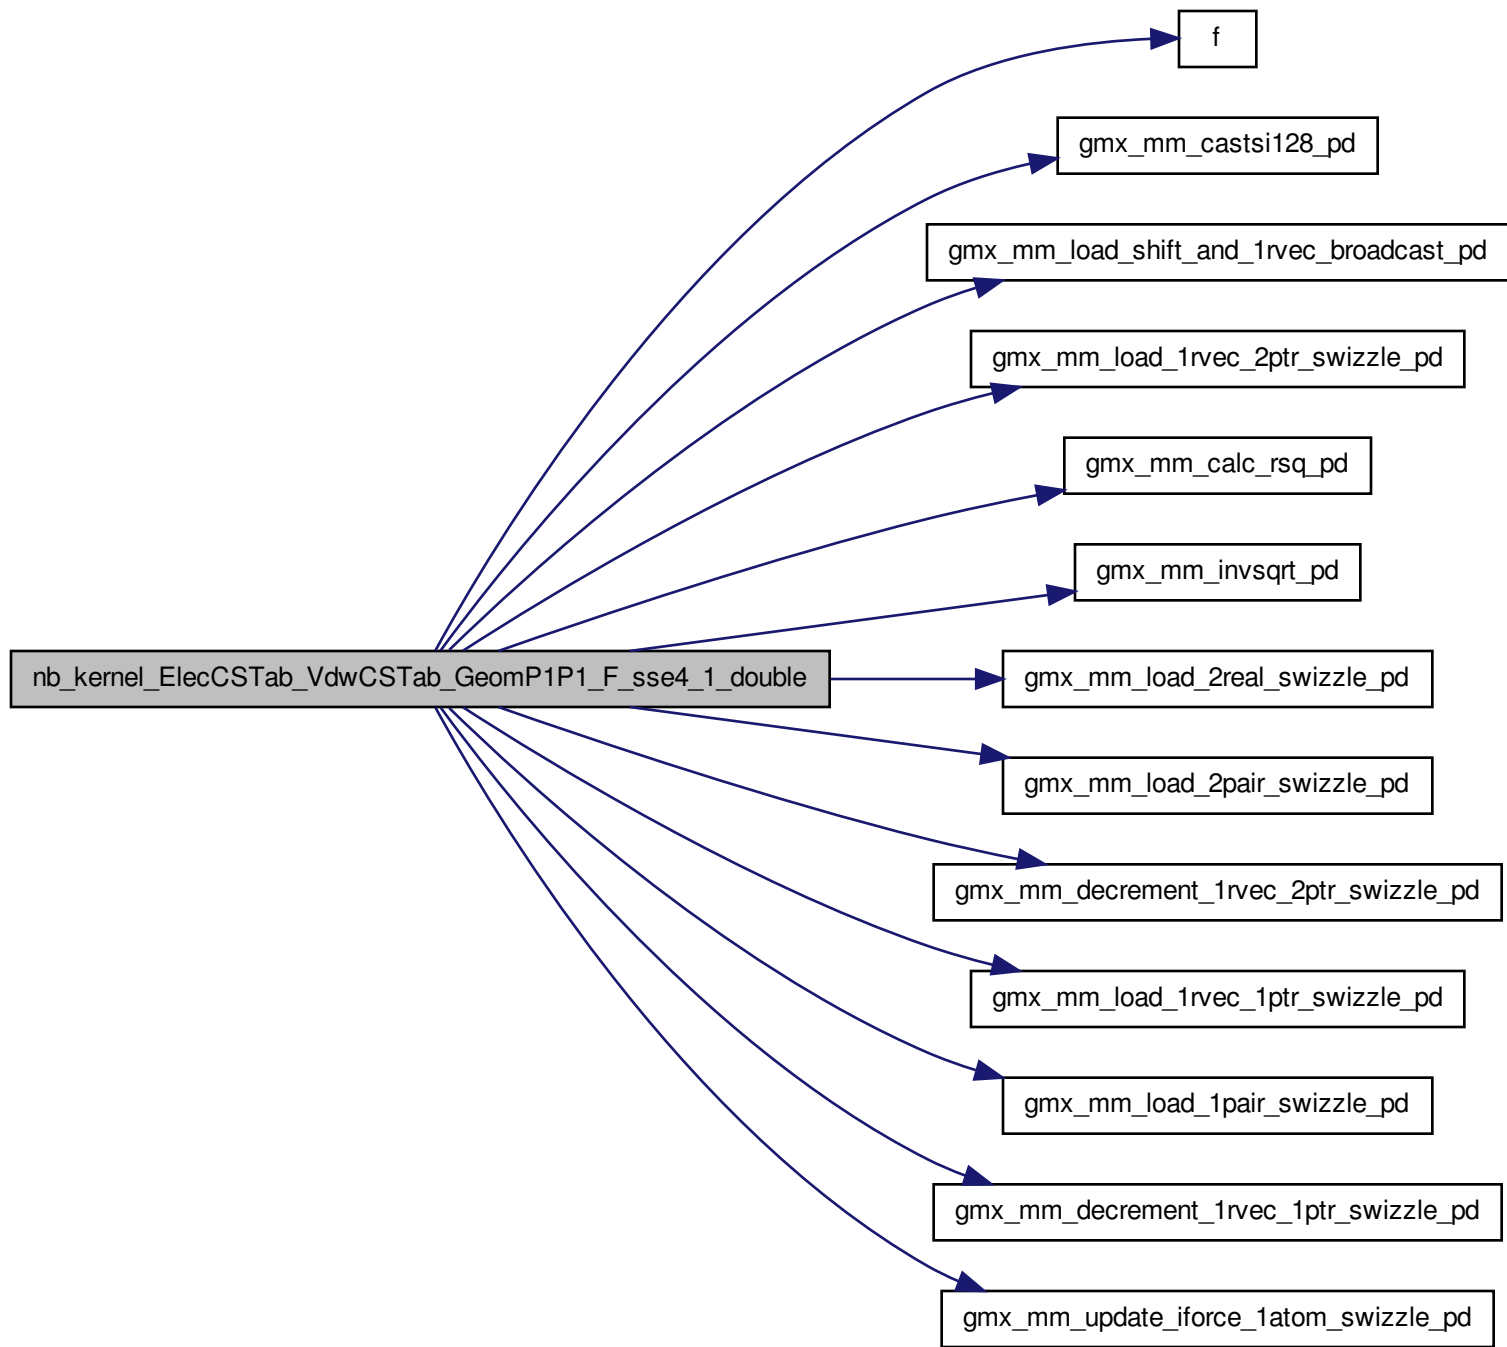 f
gmx_mm_castsi128_pd
gmx_mm_load_shift_and_1rvec_broadcast_pd
gmx_mm_load_1rvec_2ptr_swizzle_pd
gmx_mm_calc_rsq_pd
gmx_mm_invsqrt_pd
nb_kernel_ElecCSTab_VdwCSTab_GeomP1P1_F_sse4_1_double
gmx_mm_load_2real_swizzle_pd
gmx_mm_load_2pair_swizzle_pd
gmx_mm_decrement_1rvec_2ptr_swizzle_pd
gmx_mm_load_1rvec_1ptr_swizzle_pd
gmx_mm_load_1pair_swizzle_pd
gmx_mm_decrement_1rvec_1ptr_swizzle_pd
gmx_mm_update_iforce_1atom_swizzle_pd